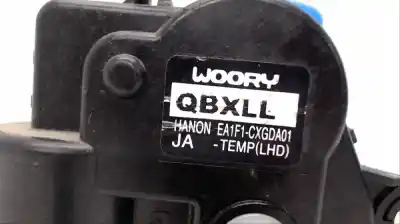 WOORY
QBXLL
HANON EA1F1-CXGDA01
JA -TEMP(LHD)